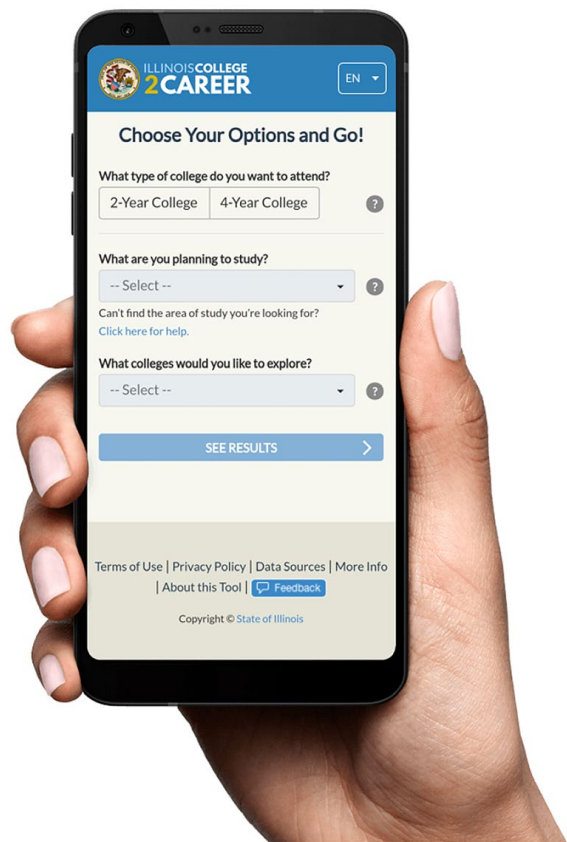 ILLINOIS COLLEGE
2CAREER
EN
Choose Your Options and Go!
What type of college do you want to attend?
2-Year College 4-Year College ?
What are you planning to study?
-- Select -- ?
Can't find the area of study you're looking for?
Click here for help.
What colleges would you like to explore?
-- Select -- ?
SEE RESULTS
Terms of Use | Privacy Policy | Data Sources | More Info
| About this Tool | Feedback
Copyright © State of Illinois